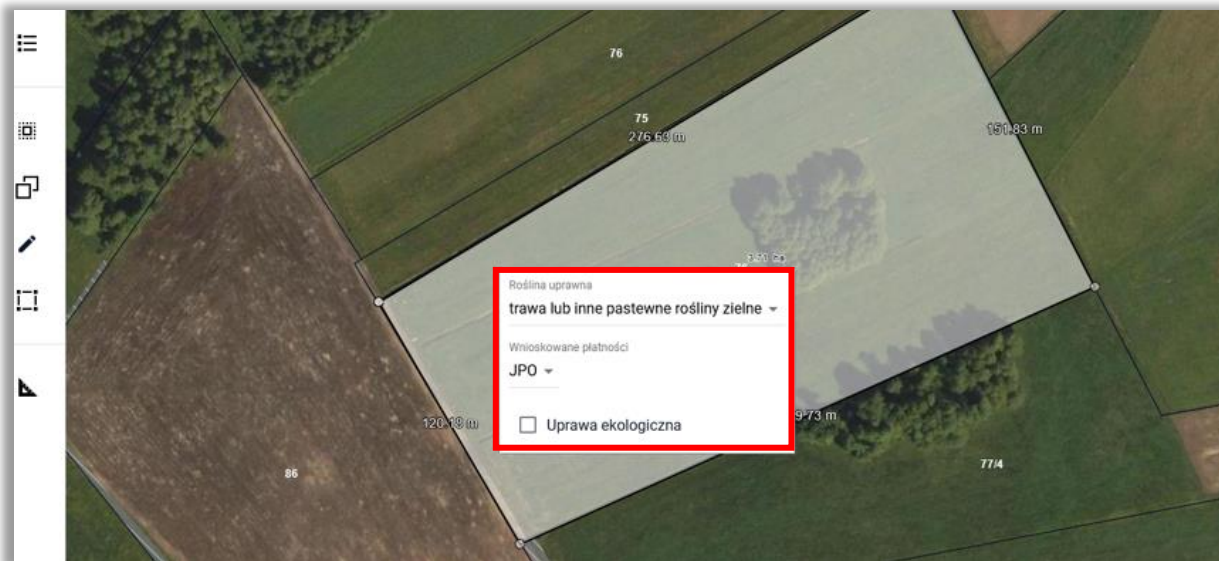 76
75
276.63 m
151.83 m
Roślina uprawna
trawa lub inne pastewne rośliny zielne
Wnioskowane płatności
JPO
Uprawa ekologiczna
120.18 m
86
77/4